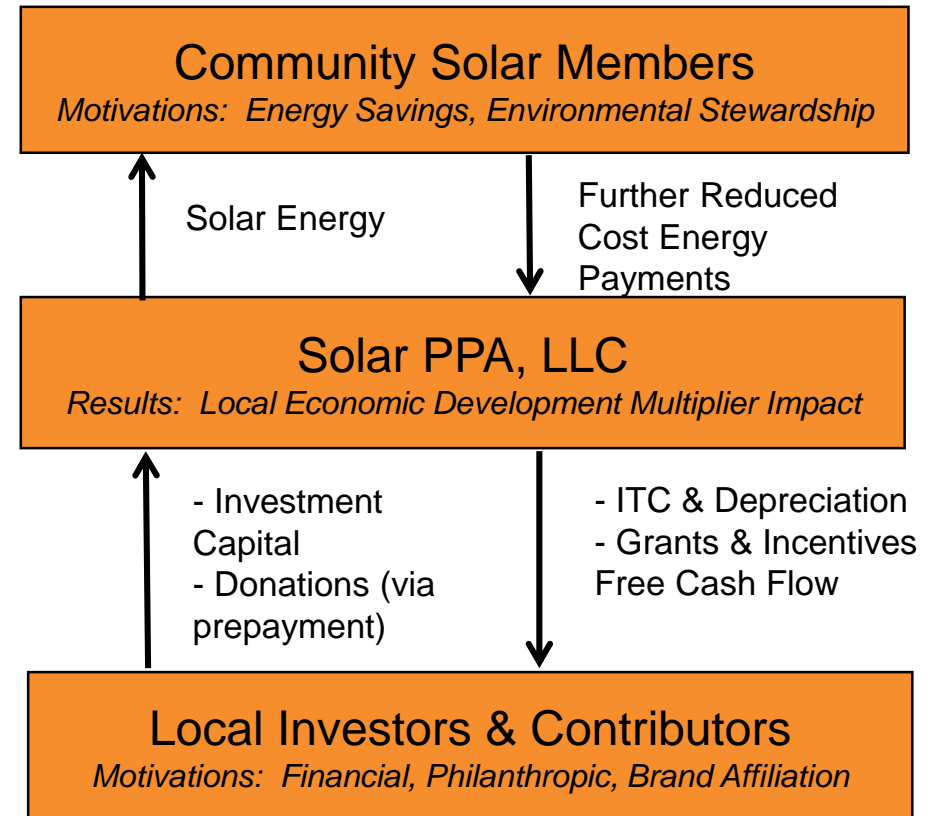 Community Solar Members
Motivations:  Energy Savings, Environmental Stewardship
Solar Energy
Further Reduced
Cost Energy
Payments
Solar PPA, LLC
Results:  Local Economic Development Multiplier Impact
- Investment
Capital
- Donations (via
prepayment)
- ITC & Depreciation
- Grants & Incentives
Free Cash Flow
Local Investors & Contributors
Motivations:  Financial, Philanthropic, Brand Affiliation